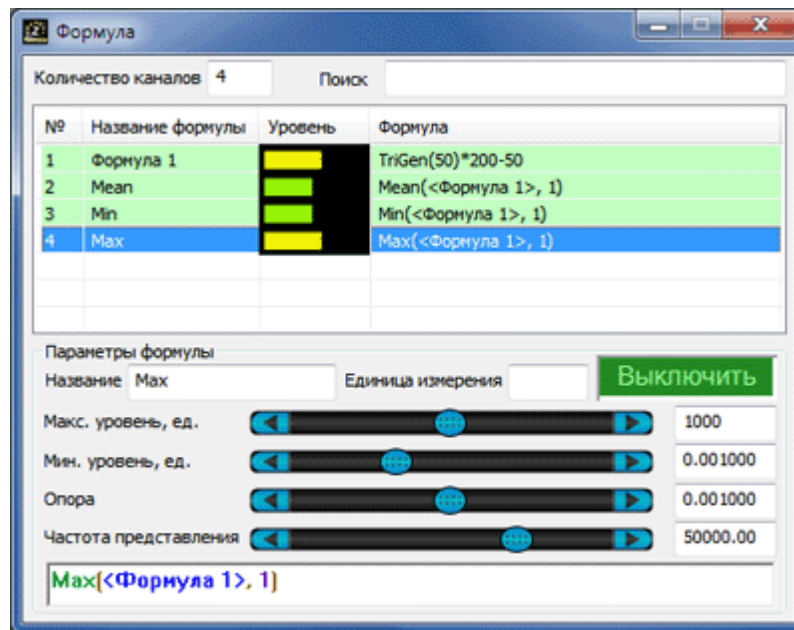 Формула
Количество каналов 4 Поиск
№ Название формулы Уровень Формула
1 Формула 1 TriGen(50)*200-50
2 Mean Mean(<Формула 1>, 1)
3 Min Min(<Формула 1>, 1)
4 Max Max(<Формула 1>, 1)
Параметры формулы
Название Max Единица измерения Выключить
Макс. уровень, ед. 1000
Мин. уровень, ед. 0.001000
Опора 0.001000
Частота представления 50000.00
Max(<Формула 1>, 1)